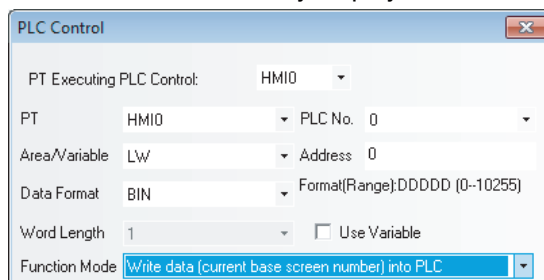 PLC Control
PT Executing PLC Control: HMI0
PT HMI0 PLC No. 0
Area/Variable LW Address 0
Data Format BIN Format(Range):DDDDD (0--10255)
Word Length 1 Use Variable
Function Mode Write data (current base screen number) into PLC